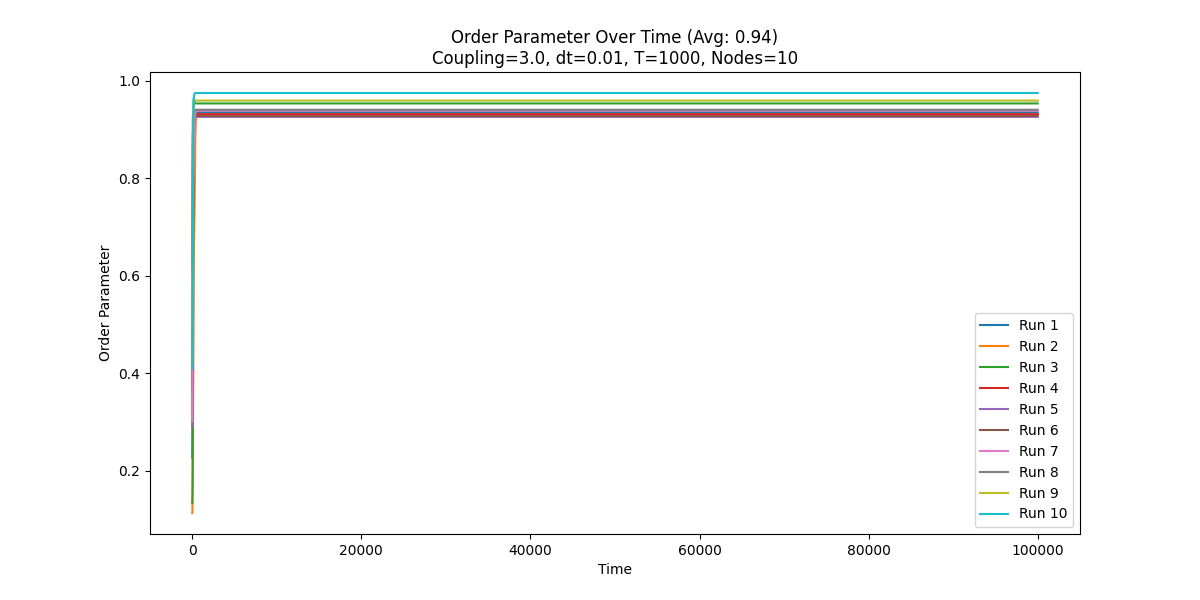 Order Parameter Over Time (Avg: 0.94)
Coupling=3.0, dt=0.01, T=1000, Nodes=10
Order Parameter
1.0
0.8
0.6
0.4
0.2
0
20000
40000
60000
80000
100000
Time
Run 1
Run 2
Run 3
Run 4
Run 5
Run 6
Run 7
Run 8
Run 9
Run 10